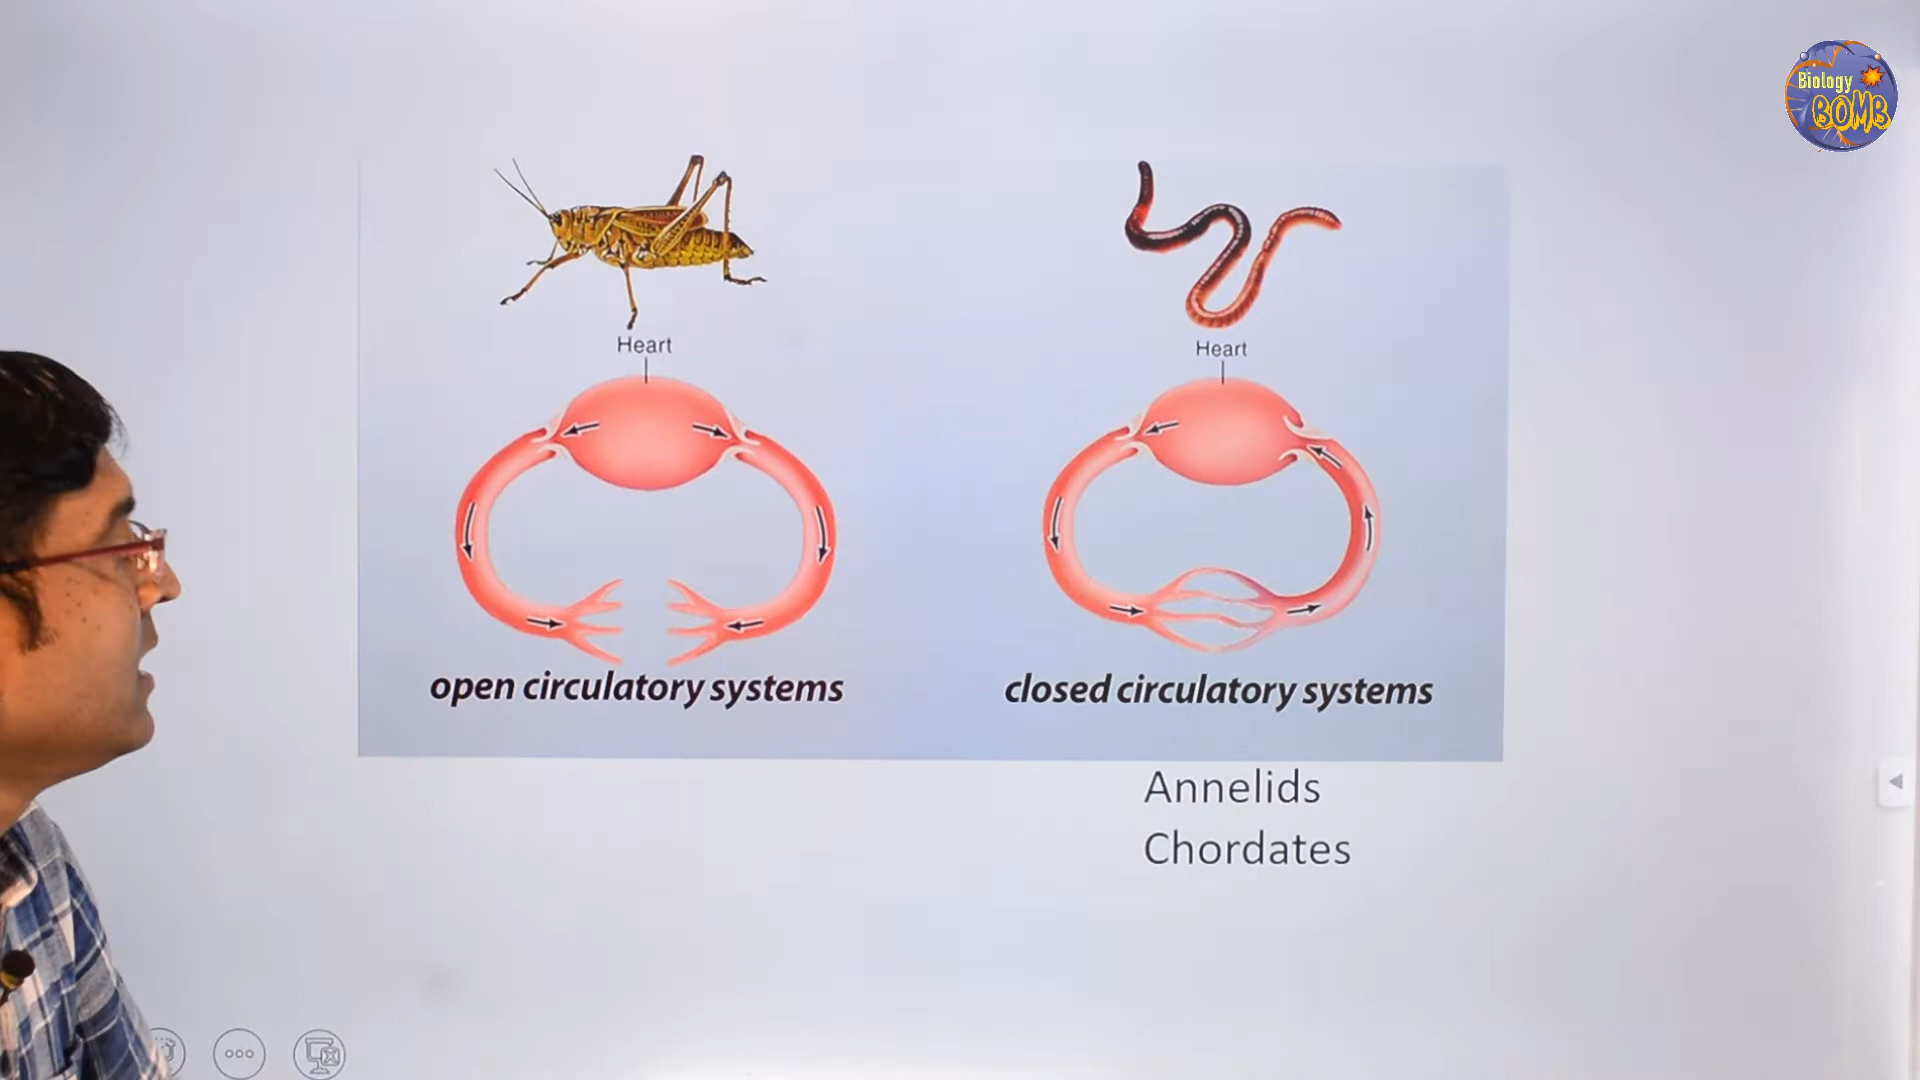 Biology
BOMB
Heart
Heart
open circulatory systems
closed circulatory systems
Annelids
Chordates